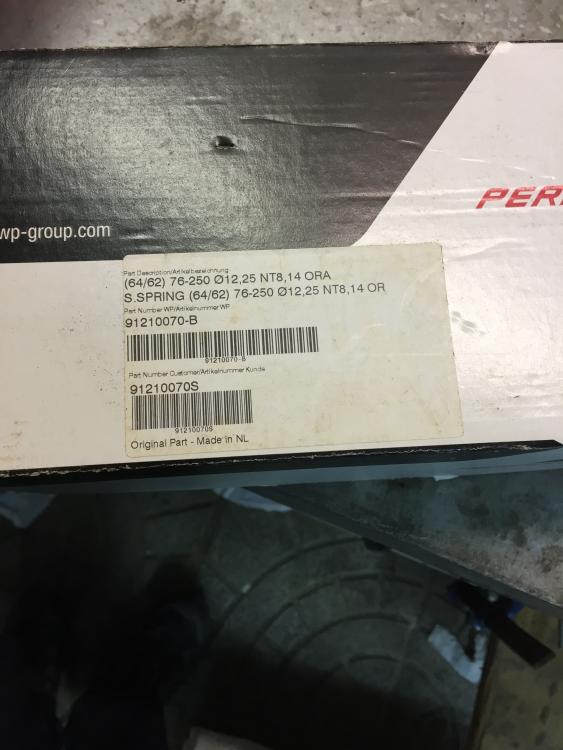 wp-group.com
PER
Part Description/Artikelbezeichnung
(64/62) 76-250 Ø12,25 NT8,14 ORA
S.SPRING (64/62) 76-250 Ø12,25 NT8,14 OR
Part Number WP/Artikelnummer WP
91210070-B
91210070-B
Part Number Customer/Artikelnummer Kunde
91210070S
91210070S
Original Part - Made in NL